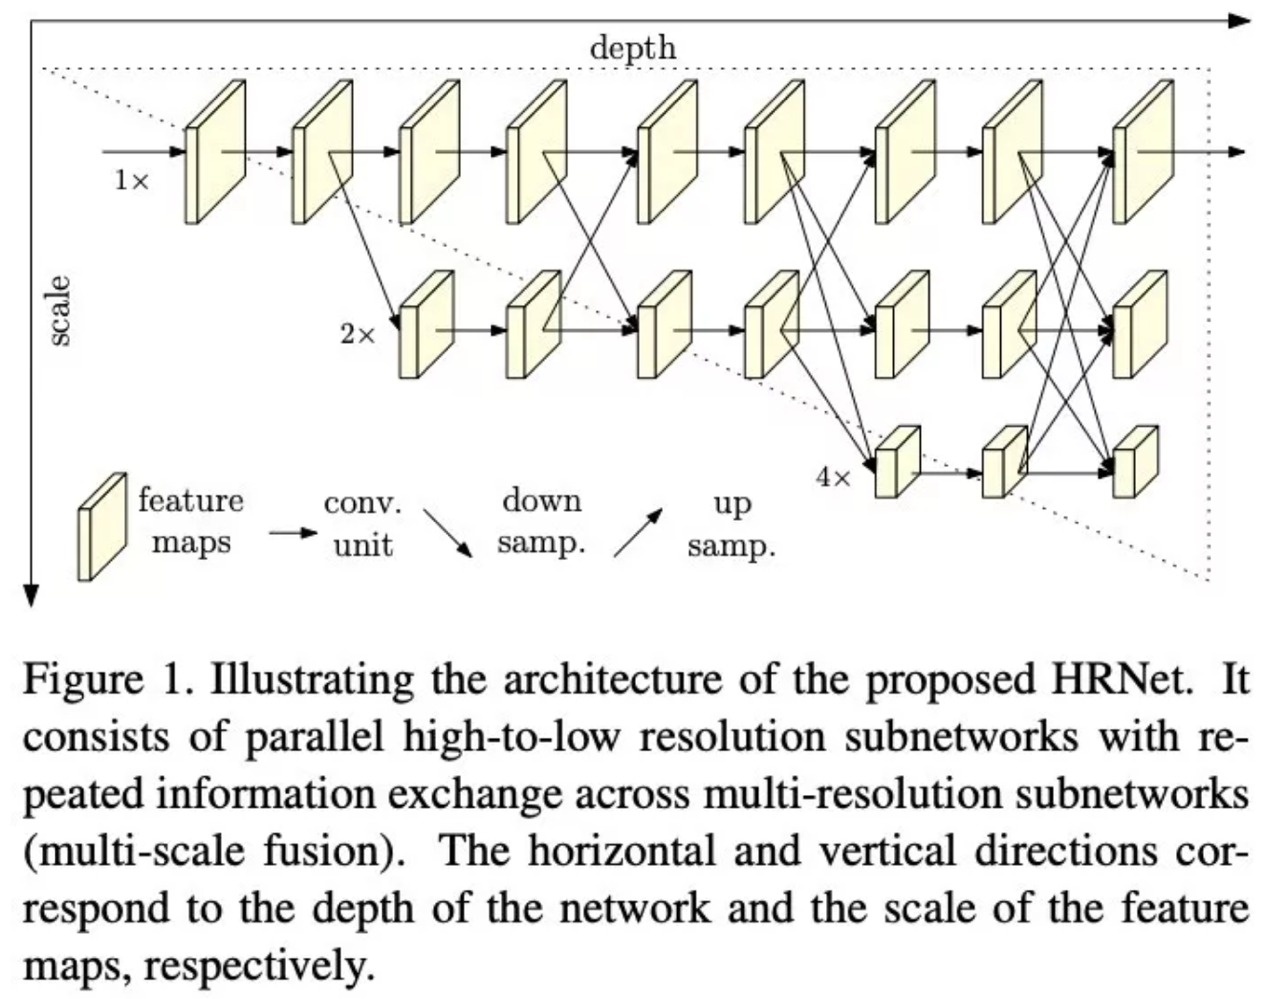 depth
1×
scale
2×
4×
feature
maps
conv.
unit
down
samp.
up
samp.
Figure 1. Illustrating the architecture of the proposed HRNet. It
consists of parallel high-to-low resolution subnetworks with re-
peated information exchange across multi-resolution subnetworks
(multi-scale fusion). The horizontal and vertical directions cor-
respond to the depth of the network and the scale of the feature
maps, respectively.